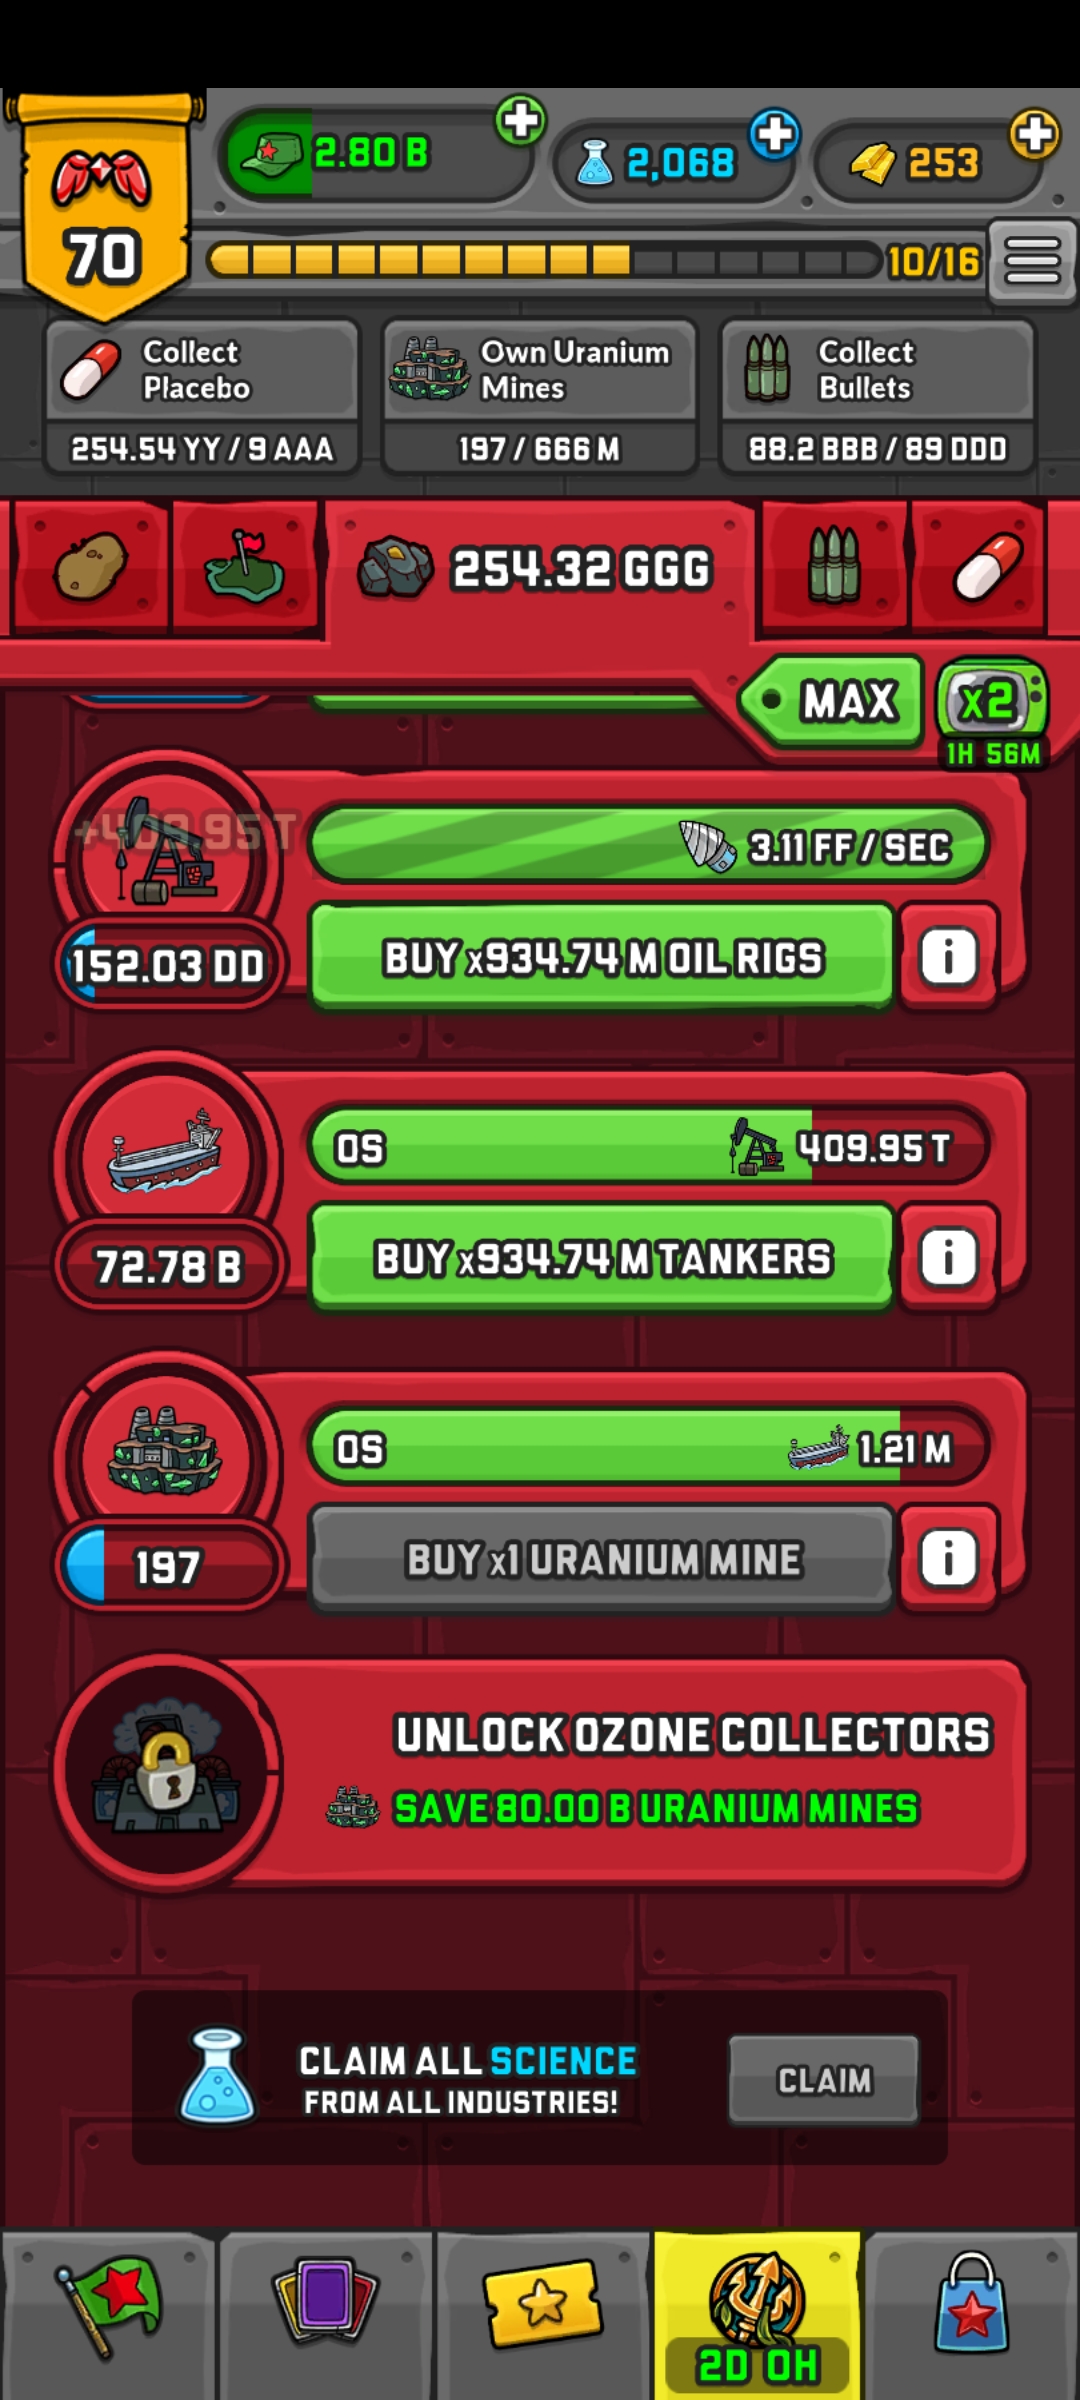 2.80 B
2,068
253
70
10/16
Collect
Placebo
254.54 YY / 9 AAA
Own Uranium
Mines
197 / 666 M
Collect
Bullets
88.2 BBB / 89 DDD
254.32 GGG
MAX
x2
1H 56M
+409.95 T
3.11 FF / SEC
152.03 DD
BUY x934.74 M OIL RIGS
i
0S
409.95 T
72.78 B
BUY x934.74 M TANKERS
i
0S
1.21 M
197
BUY x1 URANIUM MINE
i
UNLOCK OZONE COLLECTORS
SAVE 80.00 B URANIUM MINES
CLAIM ALL SCIENCE
FROM ALL INDUSTRIES!
CLAIM
2D 0H